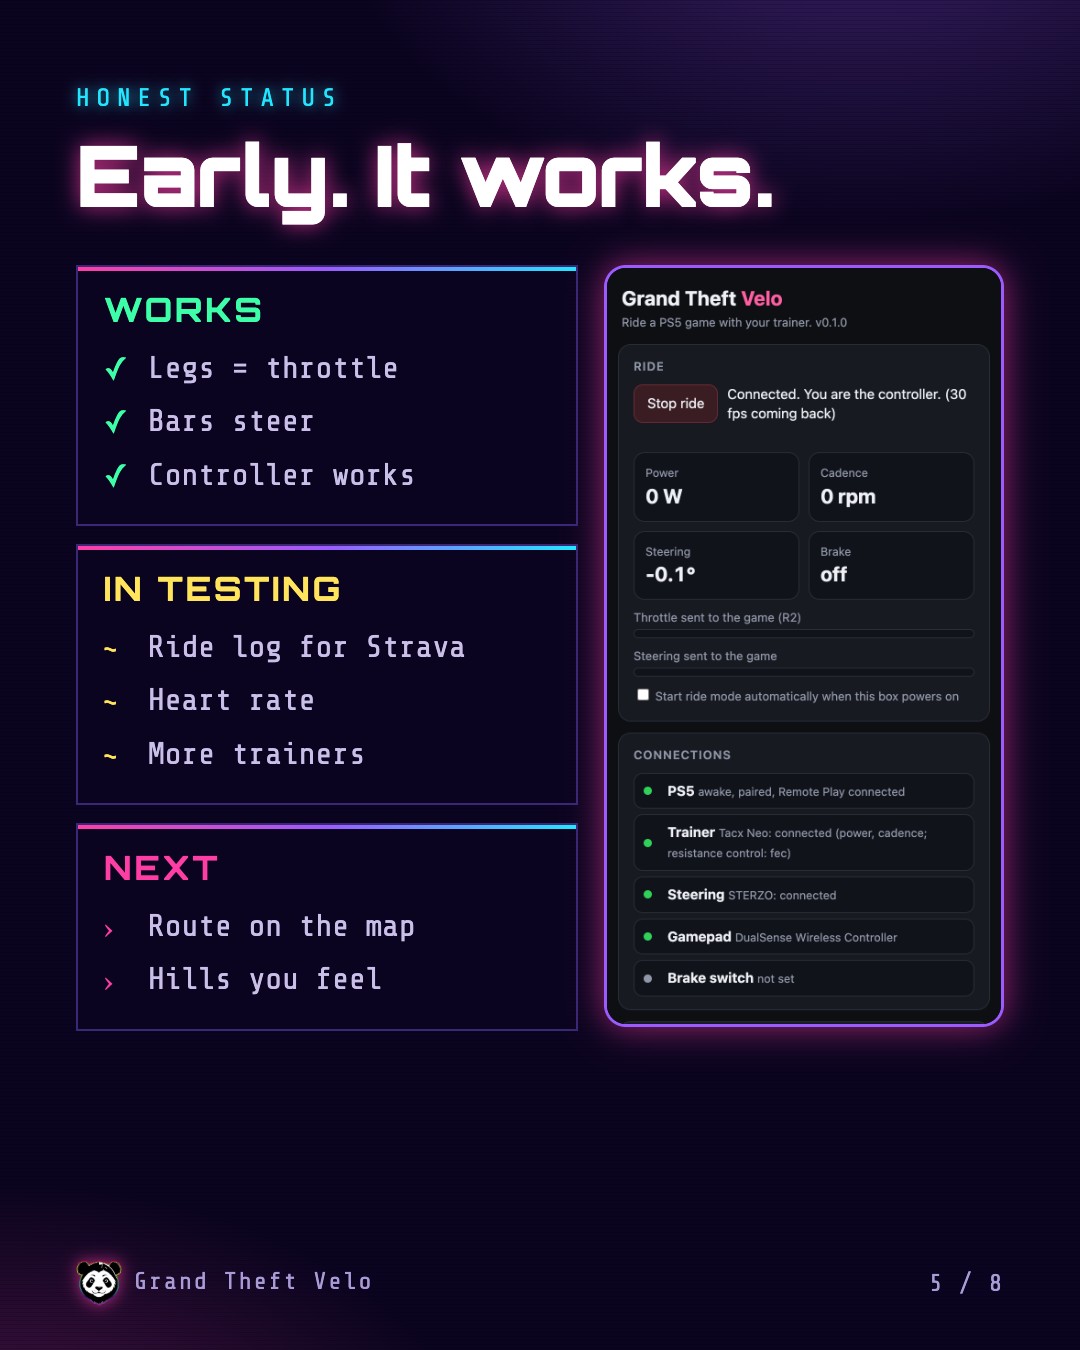 HONEST STATUS
Early. It works.
WORKS
✓ Legs = throttle
✓ Bars steer
✓ Controller works
IN TESTING
~ Ride log for Strava
~ Heart rate
~ More trainers
NEXT
› Route on the map
› Hills you feel
Grand Theft Velo
Ride a PS5 game with your trainer. v0.1.0
RIDE
Stop ride
Connected. You are the controller. (30
fps coming back)
Power
0 W
Cadence
0 rpm
Steering
-0.1°
Brake
off
Throttle sent to the game (R2)
Steering sent to the game
Start ride mode automatically when this box powers on
CONNECTIONS
PS5 awake, paired, Remote Play connected
Trainer Tacx Neo: connected (power, cadence;
resistance control: fec)
Steering STERZO: connected
Gamepad DualSense Wireless Controller
Brake switch not set
Grand Theft Velo
5 / 8